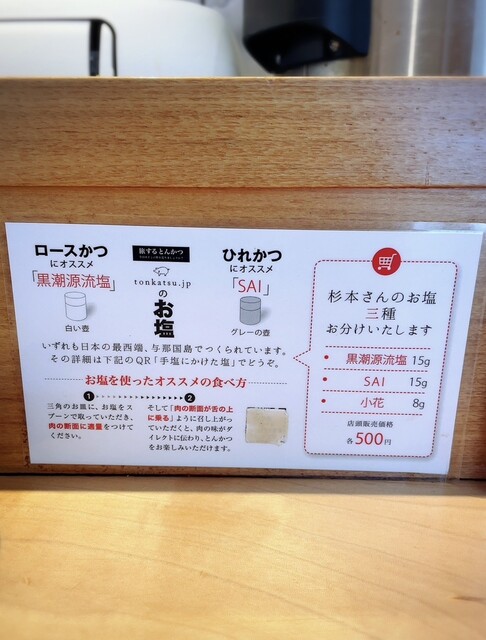 ロースかつ
にオススメ
「黒潮源流塩」
白い壺
旅するとんかつ
tonkatsu.jp
の
お塩
ひれかつ
にオススメ
「SAI」
グレーの壺
いずれも日本の最西端、与那国島でつくられています。
その詳細は下記のQR「手塩にかけた塩」でどうぞ。
お塩を使ったオススメの食べ方
1
三角のお皿に、お塩をス
プーンで取っていただき、
肉の断面に適量をつけて
ください。
2
そして「肉の断面が舌の上
に乗る」ように召し上がっ
ていただくと、肉の味がダ
イレクトに伝わり、とんかつ
をお楽しみいただけます。
杉本さんのお塩
三種
お分けいたします
・黒潮源流塩 15g
・SAI 15g
・小花 8g
店頭販売価格
各500円